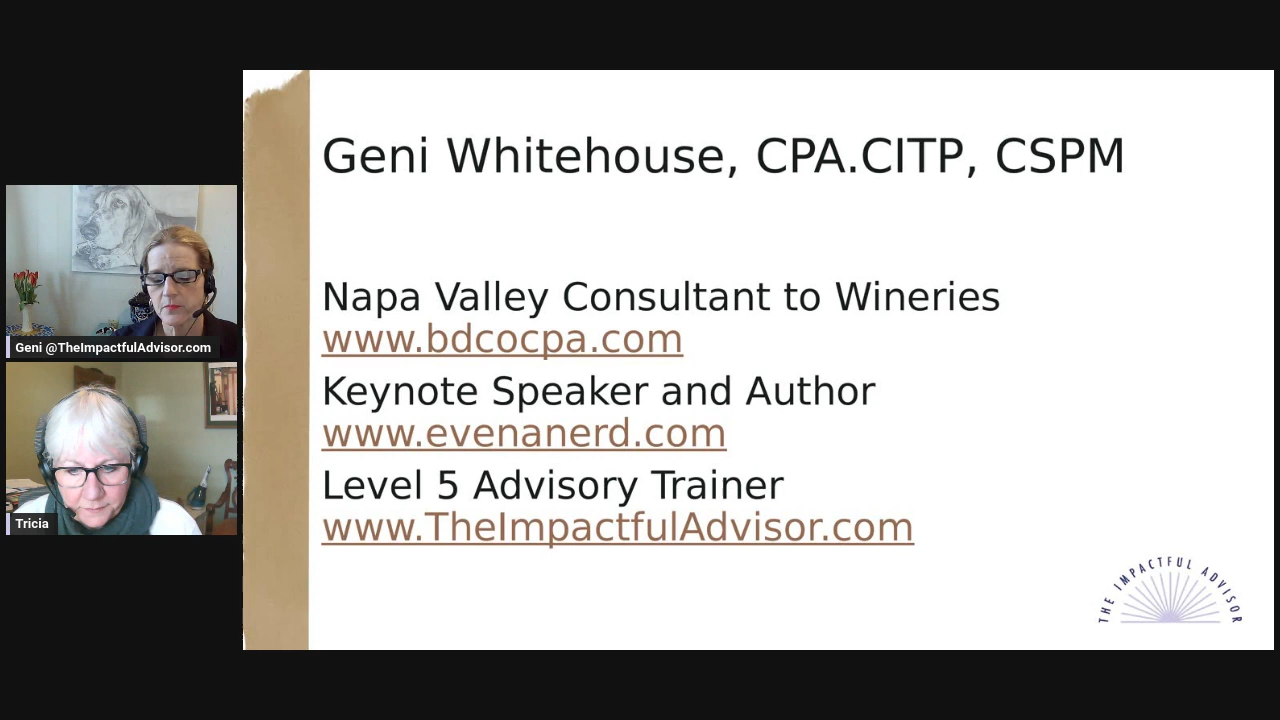 Geni Whitehouse, CPA.CITP, CSPM
Napa Valley Consultant to Wineries
www.bdcocpa.com
Keynote Speaker and Author
www.evenanerd.com
Level 5 Advisory Trainer
www.TheImpactfulAdvisor.com
THE IMPACTFUL ADVISOR
Geni @TheImpactfulAdvisor.com
Tricia